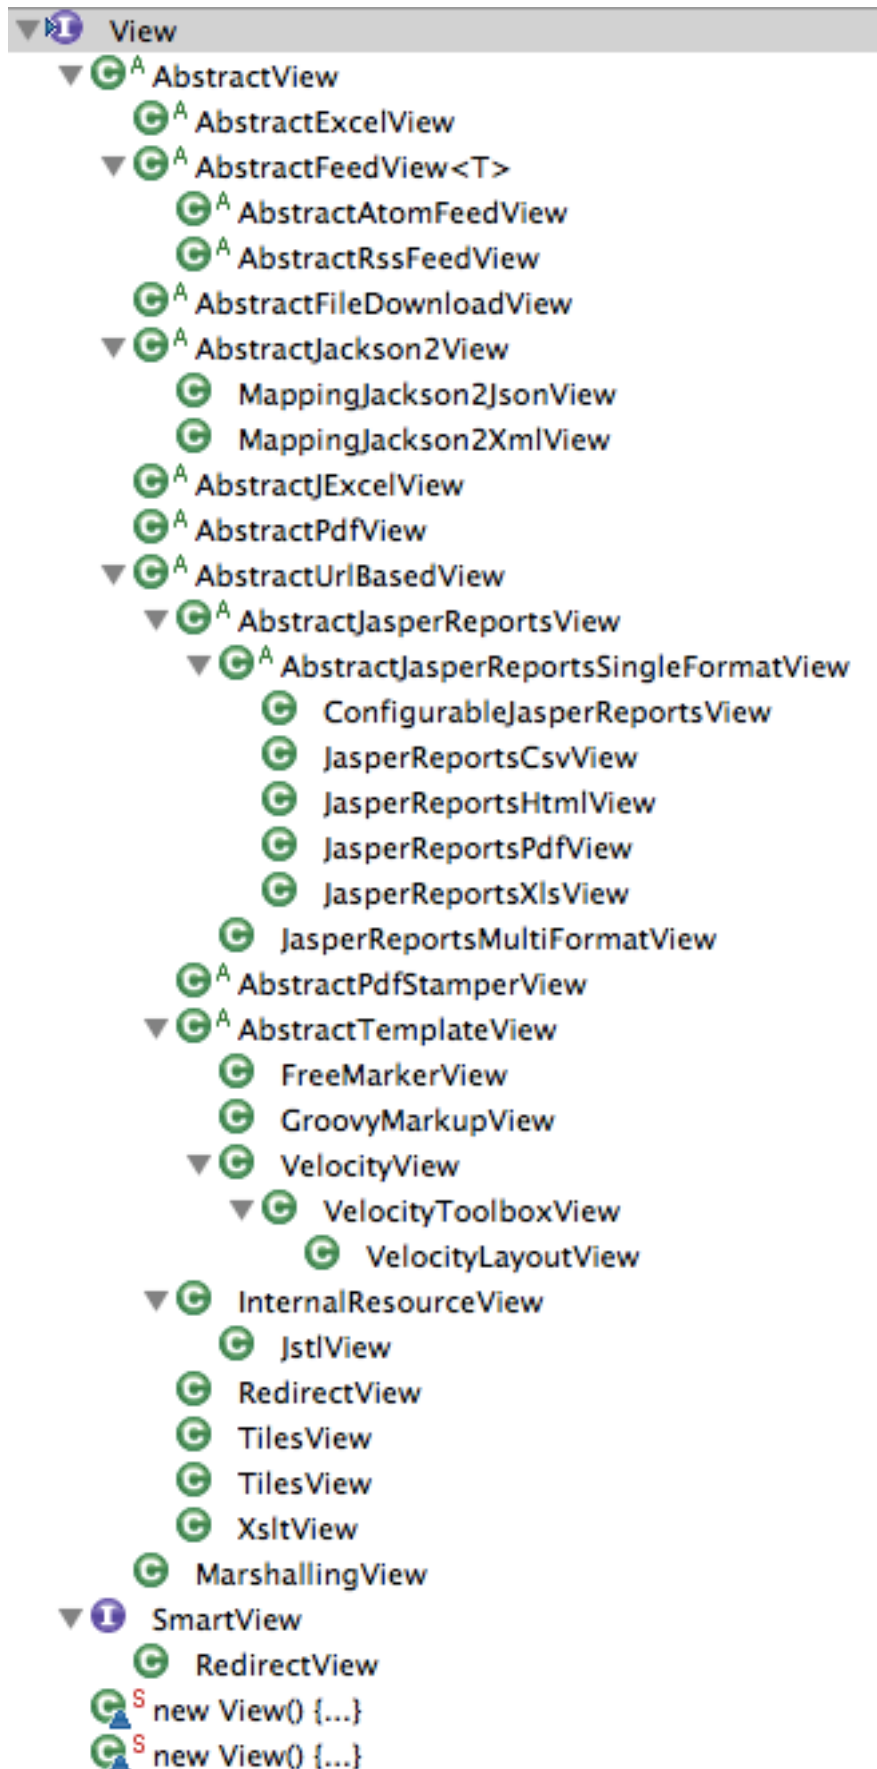 I View
C A AbstractView
C A AbstractExcelView
C A AbstractFeedView<T>
C A AbstractAtomFeedView
C A AbstractRssFeedView
C A AbstractFileDownloadView
C A AbstractJackson2View
C MappingJackson2JsonView
C MappingJackson2XmlView
C A AbstractJExcelView
C A AbstractPdfView
C A AbstractUrlBasedView
C A AbstractJasperReportsView
C A AbstractJasperReportsSingleFormatView
C ConfigurableJasperReportsView
C JasperReportsCsvView
C JasperReportsHtmlView
C JasperReportsPdfView
C JasperReportsXlsView
C JasperReportsMultiFormatView
C A AbstractPdfStamperView
C A AbstractTemplateView
C FreeMarkerView
C GroovyMarkupView
C VelocityView
C VelocityToolboxView
C VelocityLayoutView
C InternalResourceView
C JstlView
C RedirectView
C TilesView
C TilesView
C XsltView
C MarshallingView
I SmartView
C RedirectView
C S new View() {...}
C S new View() {...}